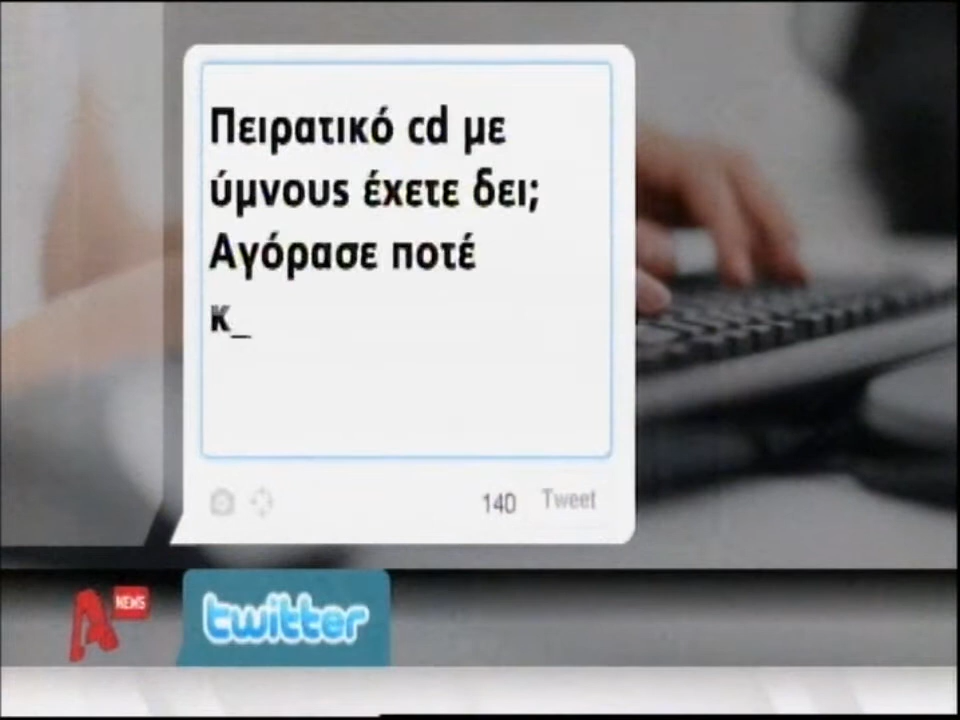 Πειρατικό cd με
ύμνους έχετε δει;
Αγόρασε ποτέ
κ_
140 Tweet
NEWS
twitter